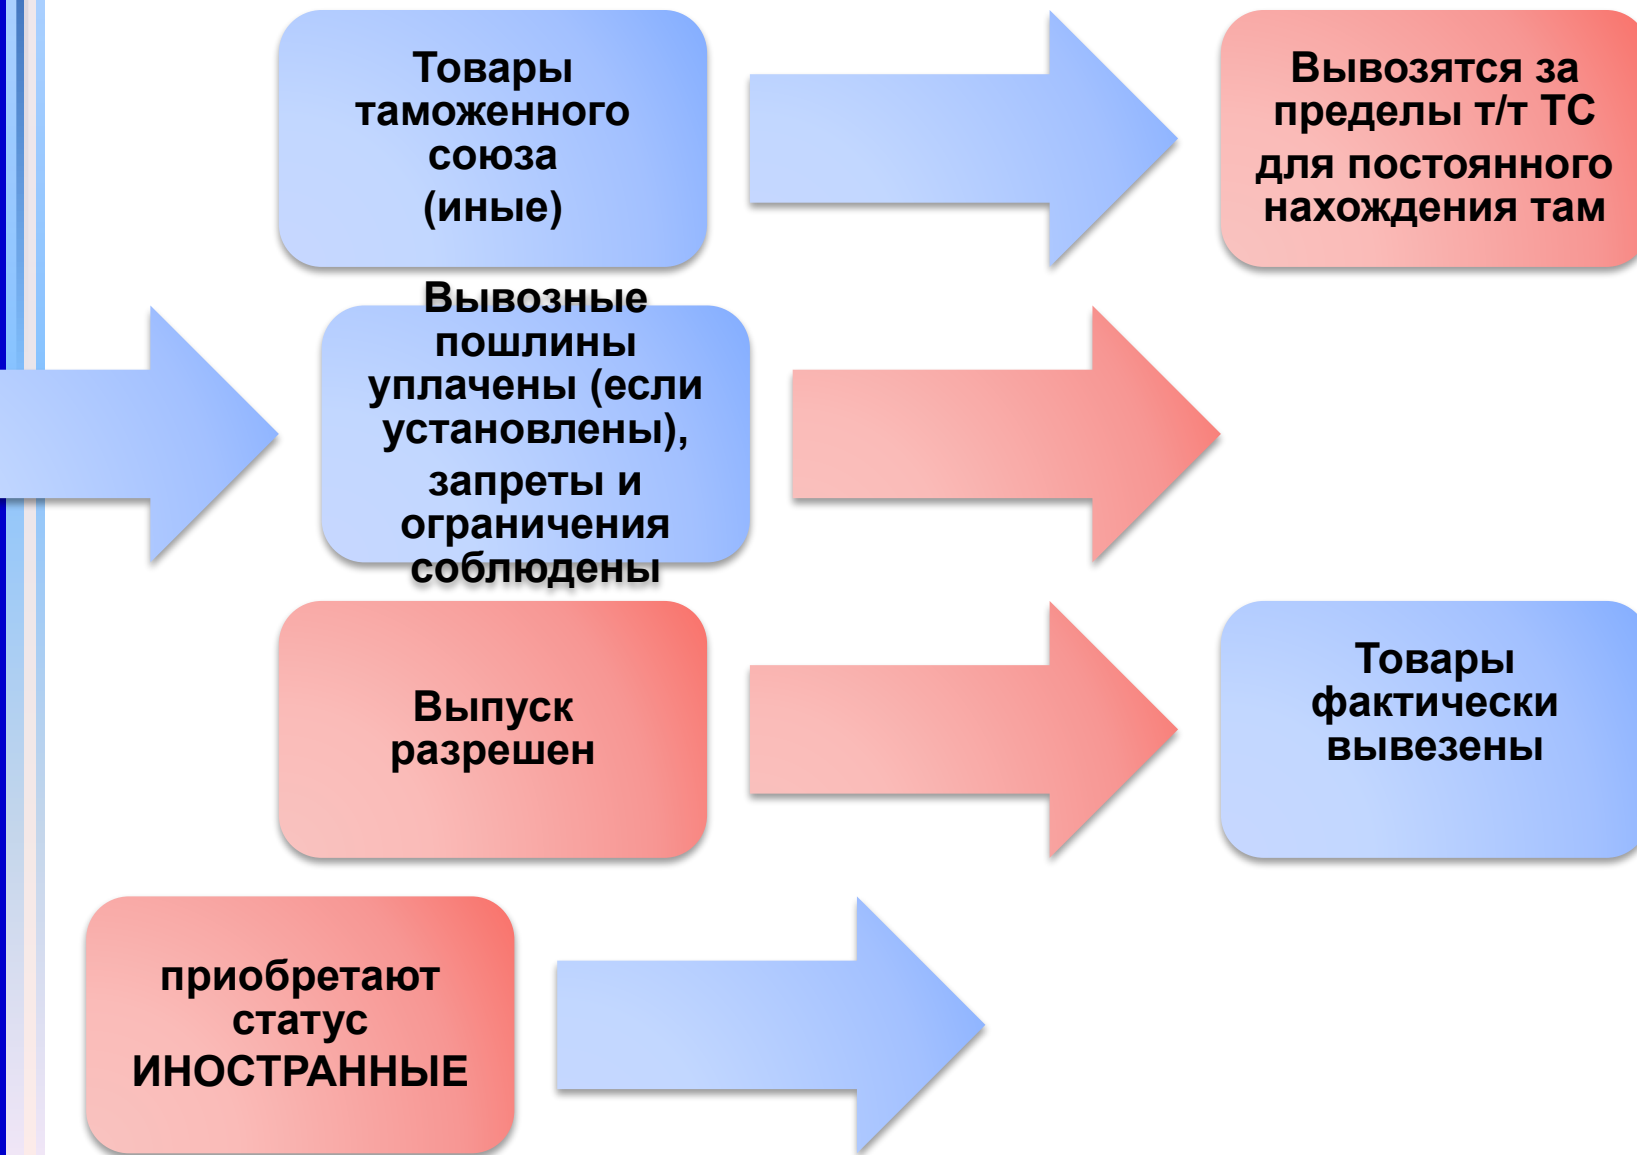 Товары
таможенного
союза
(иные)
Вывозятся за
пределы т/т ТС
для постоянного
нахождения там
Вывозные
пошлины
уплачены (если
установлены),
запреты и
ограничения
соблюдены
Выпуск
разрешен
Товары
фактически
вывезены
приобретают
статус
ИНОСТРАННЫЕ